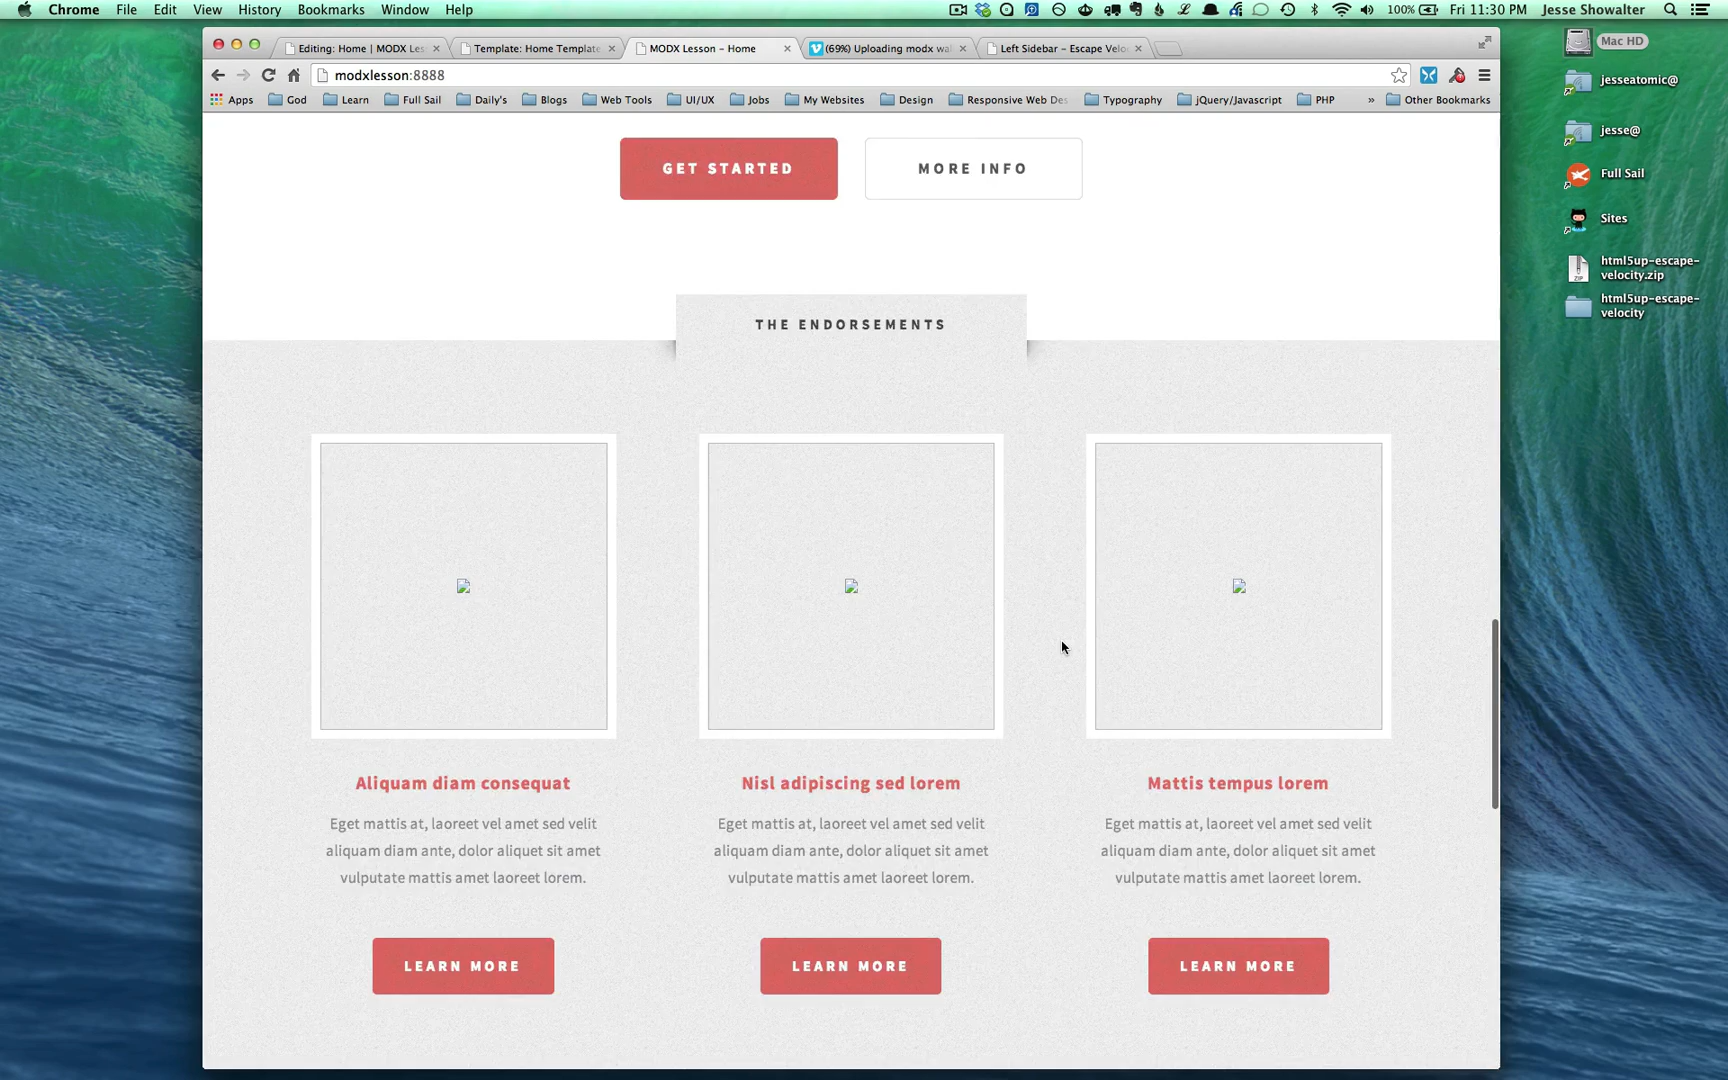 Chrome File Edit View History Bookmarks Window Help 100% Fri 11:30 PM Jesse Showalter
Editing: Home | MODX Les
Template: Home Template
MODX Lesson - Home
(69%) Uploading modx wa
Left Sidebar - Escape Velo
modxlesson:8888
Apps God Learn Full Sail Daily's Blogs Web Tools UI/UX Jobs My Websites Design Responsive Web Des Typography jQuery/Javascript PHP » Other Bookmarks
Mac HD
jesseatomic@
jesse@
Full Sail
Sites
html5up-escape-
velocity.zip
html5up-escape-
velocity
GET STARTED
MORE INFO
THE ENDORSEMENTS
Aliquam diam consequat
Eget mattis at, laoreet vel amet sed velit
aliquam diam ante, dolor aliquet sit amet
vulputate mattis amet laoreet lorem.
LEARN MORE
Nisl adipiscing sed lorem
Eget mattis at, laoreet vel amet sed velit
aliquam diam ante, dolor aliquet sit amet
vulputate mattis amet laoreet lorem.
LEARN MORE
Mattis tempus lorem
Eget mattis at, laoreet vel amet sed velit
aliquam diam ante, dolor aliquet sit amet
vulputate mattis amet laoreet lorem.
LEARN MORE